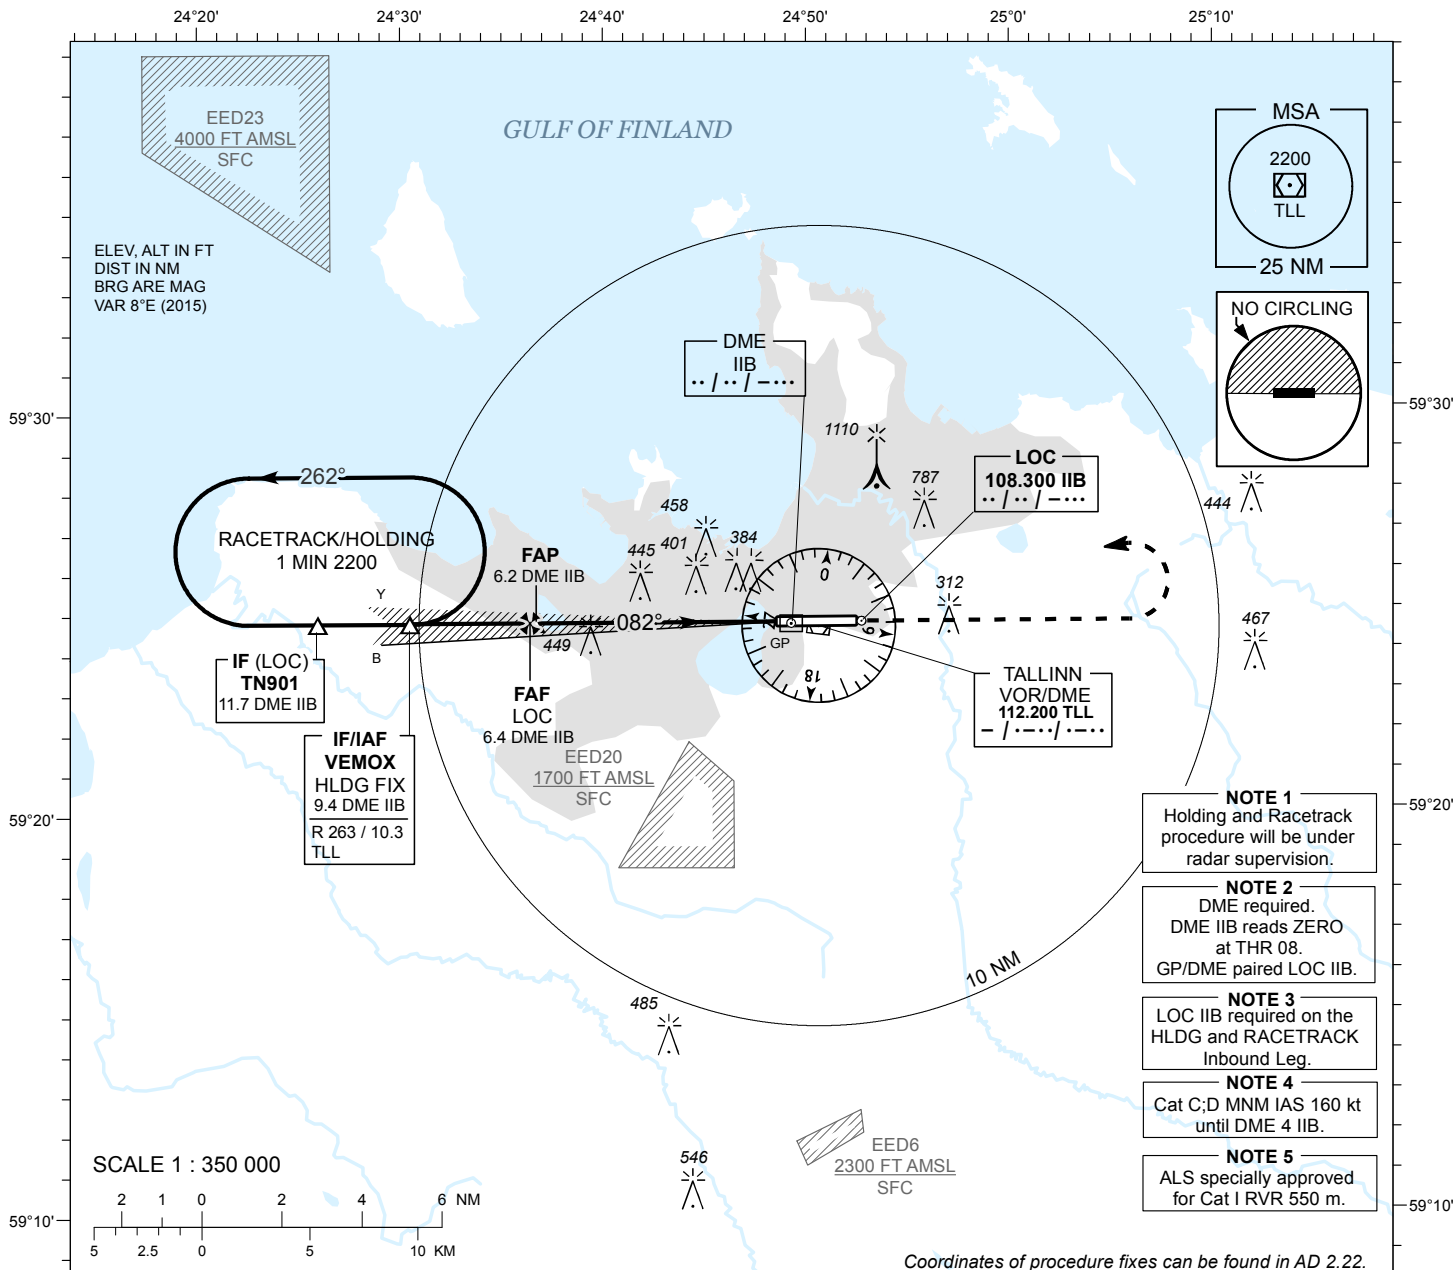 24°20' 24°30' 24°40' 24°50' 25°0' 25°10'
EED23
4000 FT AMSL
SFC
GULF OF FINLAND
MSA
2200
TLL
25 NM
ELEV, ALT IN FT
DIST IN NM
BRG ARE MAG
VAR 8°E (2015)
NO CIRCLING
DME
IIB
·· / ·· / –···
59°30'
59°30'
1110
787
LOC
108.300 IIB
·· / ·· / –···
444
262°
RACETRACK/HOLDING
1 MIN 2200
458
445
401
384
FAP
6.2 DME IIB
0
312
Y
082°
9
467
B
449
GP
18
IF (LOC)
TN901
11.7 DME IIB
FAF
LOC
6.4 DME IIB
TALLINN
VOR/DME
112.200 TLL
– / ·–·· / ·–··
IF/IAF
VEMOX
HLDG FIX
9.4 DME IIB
R 263 / 10.3
TLL
EED20
1700 FT AMSL
SFC
59°20'
59°20'
NOTE 1
Holding and Racetrack
procedure will be under
radar supervision.
NOTE 2
DME required.
DME IIB reads ZERO
at THR 08.
GP/DME paired LOC IIB.
10 NM
NOTE 3
LOC IIB required on the
HLDG and RACETRACK
Inbound Leg.
485
NOTE 4
Cat C;D MNM IAS 160 kt
until DME 4 IIB.
EED6
2300 FT AMSL
SFC
546
NOTE 5
ALS specially approved
for Cat I RVR 550 m.
SCALE 1 : 350 000
2 1 0 2 4 6 NM
5 2.5 0 5 10 KM
59°10'
59°10'
Coordinates of procedure fixes can be found in AD 2.22.